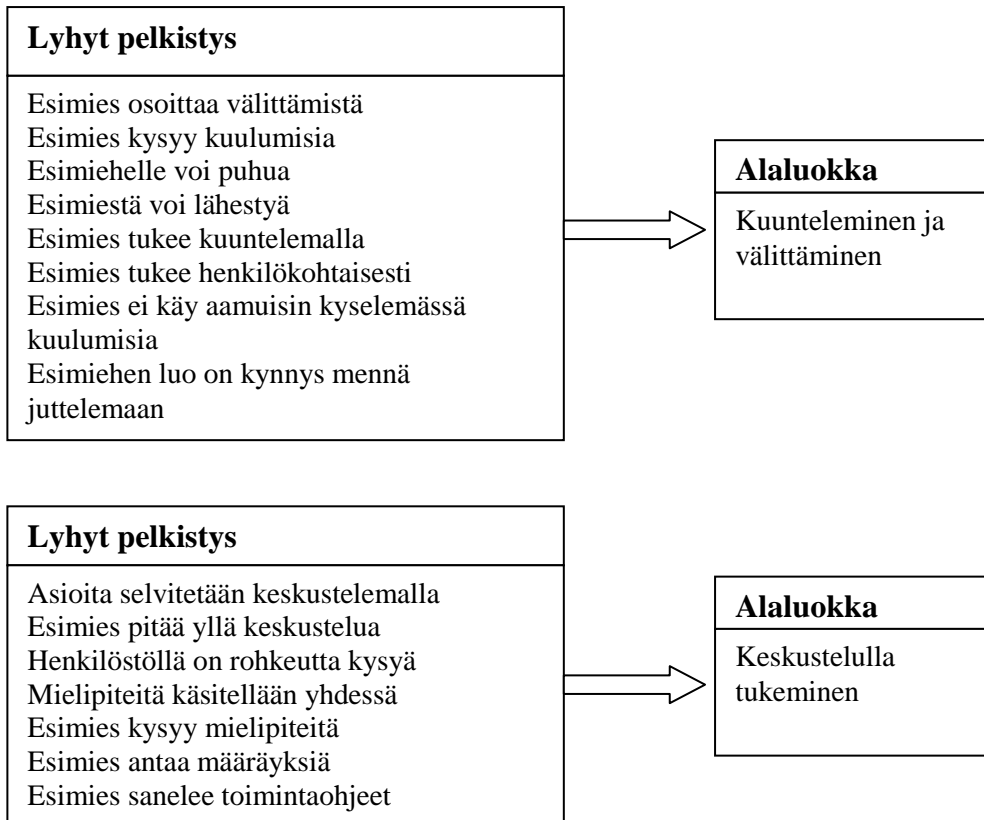 Lyhyt pelkistys
Esimies osoittaa välittämistä
Esimies kysyy kuulumisia
Esimiehelle voi puhua
Esimiestä voi lähestyä
Esimies tukee kuuntelemalla
Esimies tukee henkilökohtaisesti
Esimies ei käy aamuisin kyselemässä
kuulumisia
Esimiehen luo on kynnys mennä
juttelemaan
Alaluokka
Kuunteleminen ja
välittäminen
Lyhyt pelkistys
Asioita selvitetään keskustelemalla
Esimies pitää yllä keskustelua
Henkilöstöllä on rohkeutta kysyä
Mielipiteitä käsitellään yhdessä
Esimies kysyy mielipiteitä
Esimies antaa määräyksiä
Esimies sanelee toimintaohjeet
Alaluokka
Keskustelulla
tukeminen